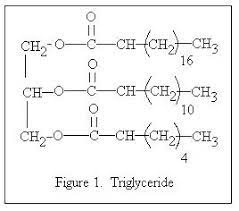 O
CH₂-O-C-CH-(CH₂)-CH₃
16
O
CH-O-C-CH-(CH₂)-CH₃
10
O
CH₂-O-C-CH-(CH₂)-CH₃
4
Figure 1. Triglyceride